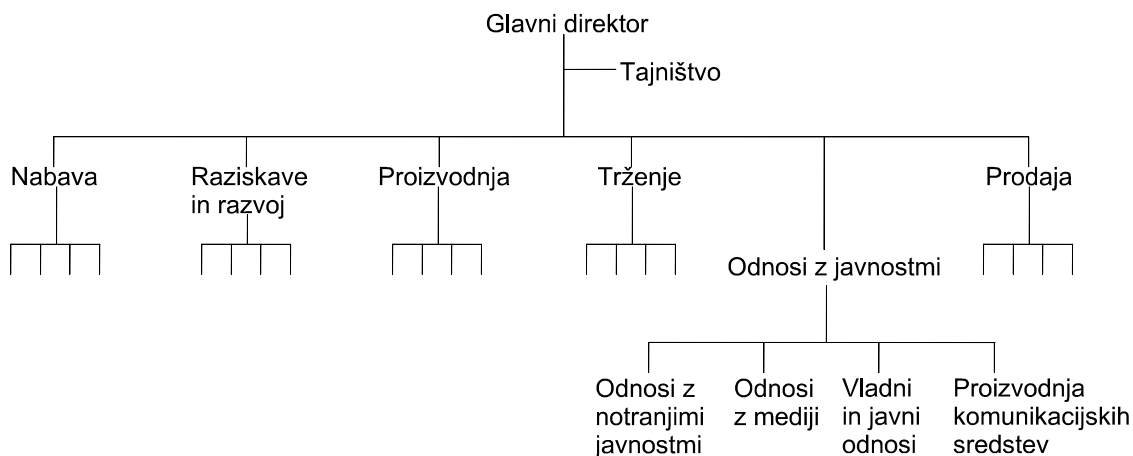 Glavni direktor
Tajništvo
Nabava
Raziskave
in razvoj
Proizvodnja
Trženje
Prodaja
Odnosi z javnostmi
Odnosi z
notranjimi
javnostmi
Odnosi
z mediji
Vladni
in javni
odnosi
Proizvodnja
komunikacijskih
sredstev